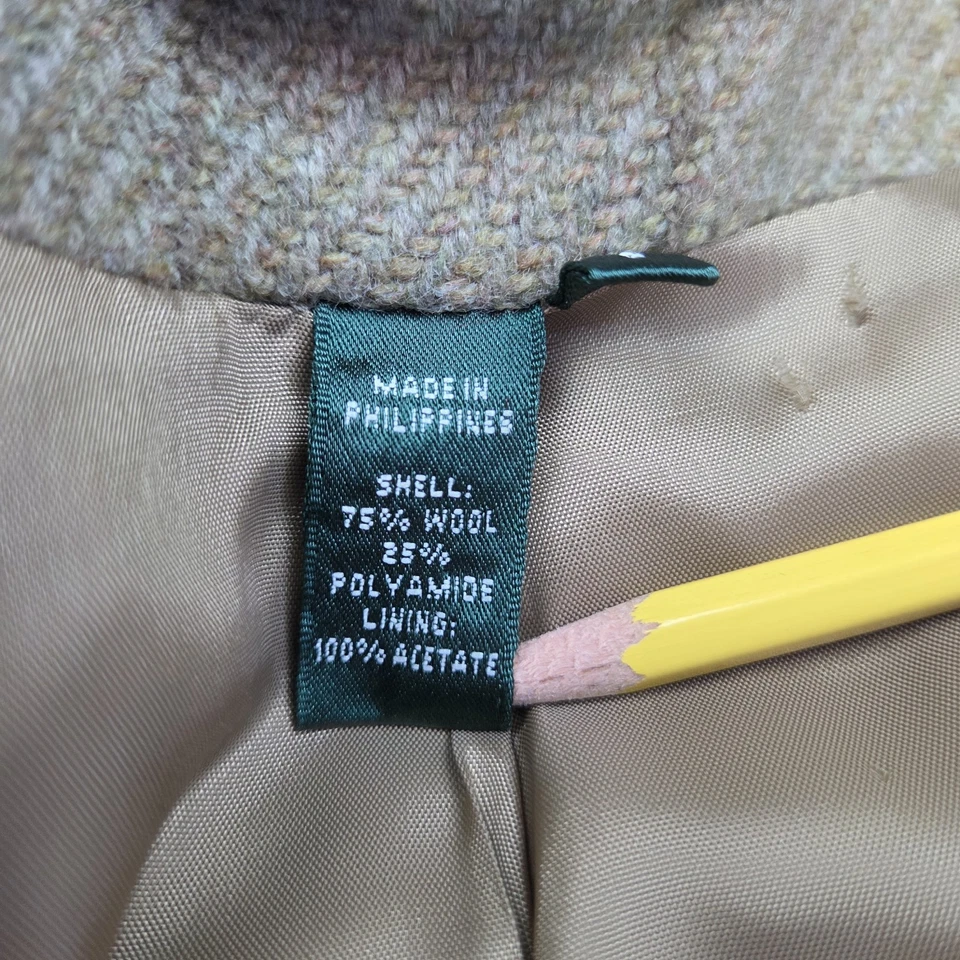 MADE IN
PHILIPPINES
SHELL:
75% WOOL
25%
POLYAMIDE
LINING:
100% ACETATE